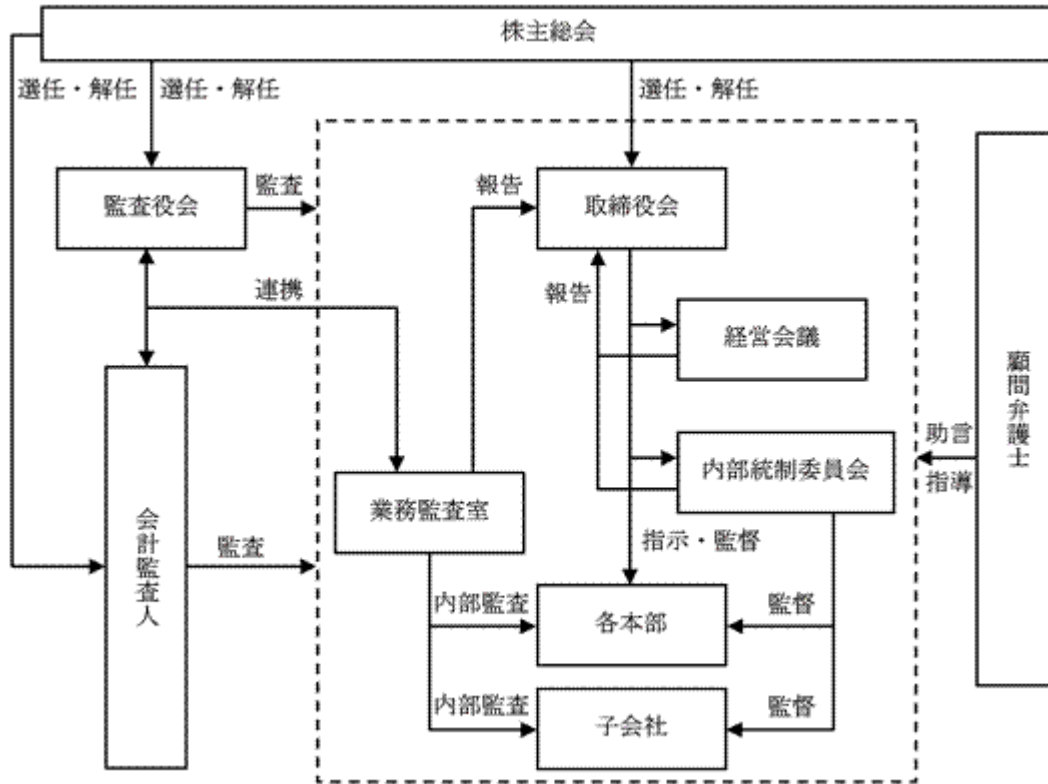 株主総会
選任・解任
選任・解任
選任・解任
監査役会
監査
報告
取締役会
連携
報告
経営会議
顧問弁護士
助言
指導
内部統制委員会
業務監査室
会計監査人
監査
指示・監督
内部監査
各本部
監督
内部監査
子会社
監督